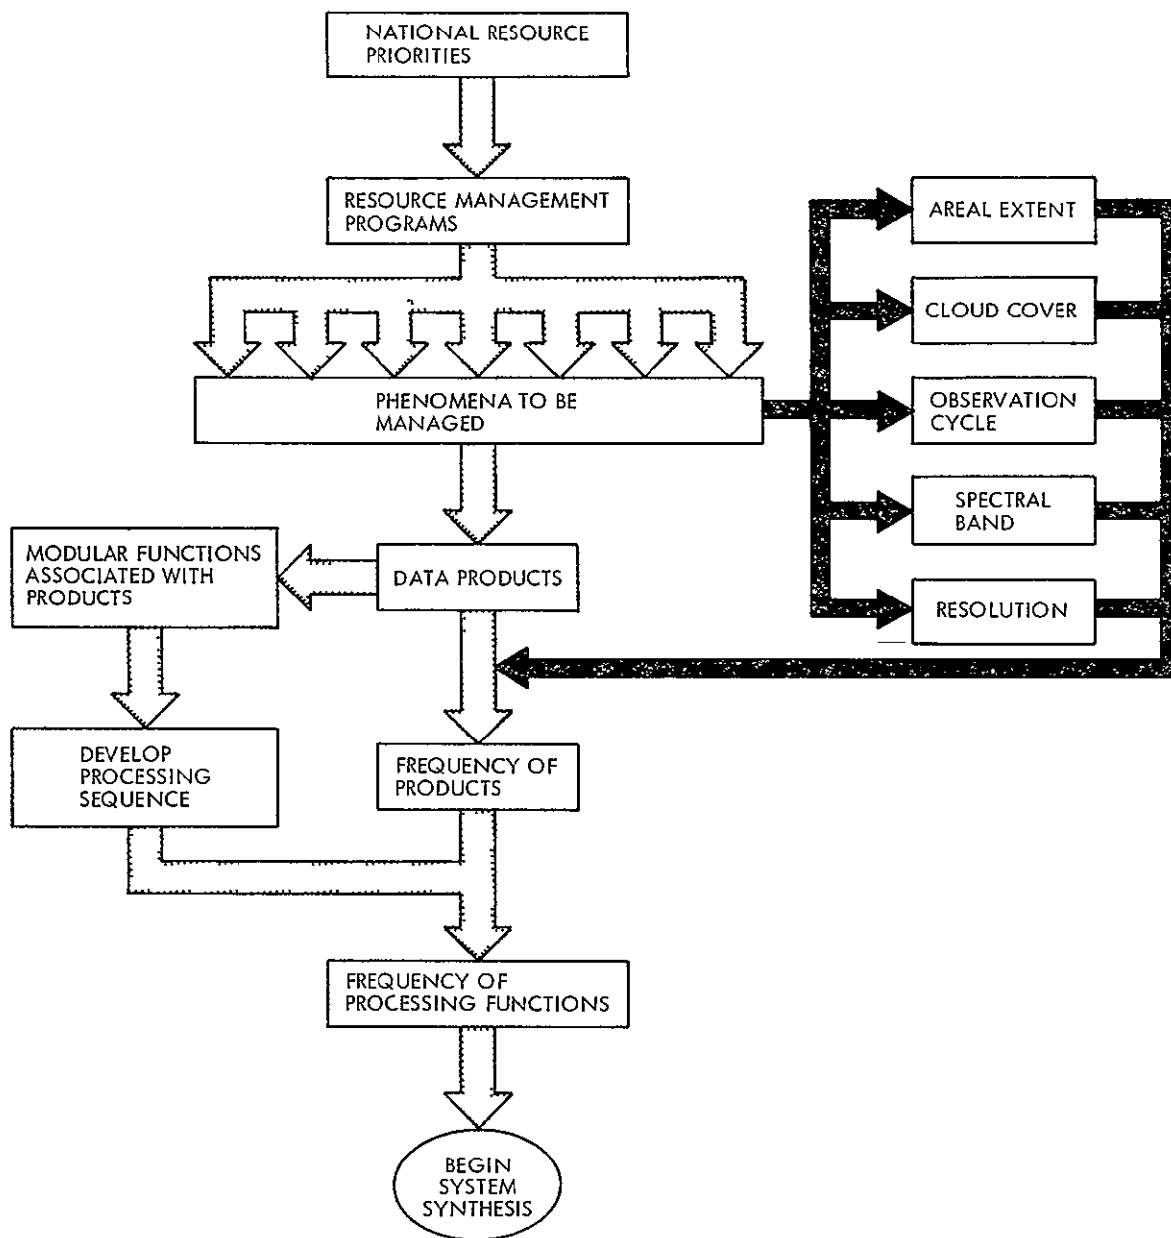 NATIONAL RESOURCE
PRIORITIES
RESOURCE MANAGEMENT
PROGRAMS
PHENOMENA TO BE
MANAGED
AREAL EXTENT
CLOUD COVER
OBSERVATION
CYCLE
SPECTRAL
BAND
RESOLUTION
MODULAR FUNCTIONS
ASSOCIATED WITH
PRODUCTS
DATA PRODUCTS
DEVELOP
PROCESSING
SEQUENCE
FREQUENCY OF
PRODUCTS
FREQUENCY OF
PROCESSING FUNCTIONS
BEGIN
SYSTEM
SYNTHESIS